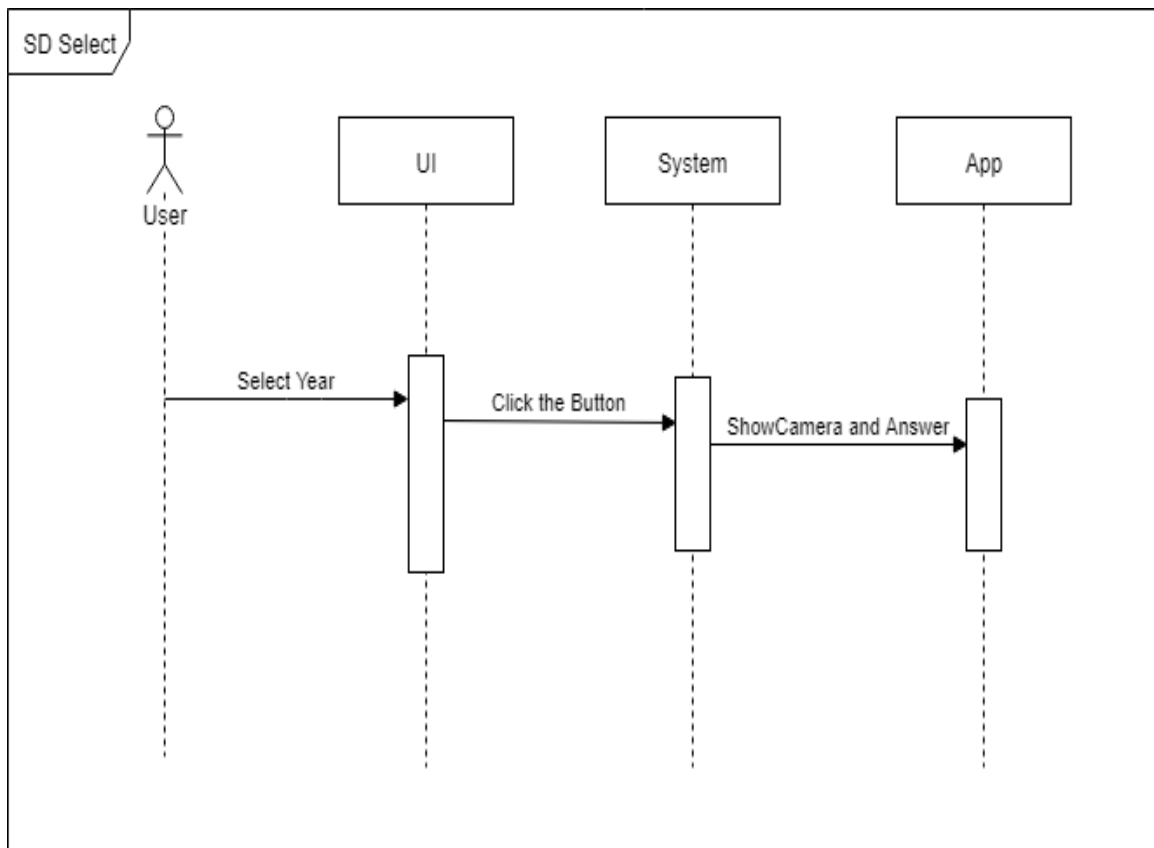 SD Select
User
UI
System
App
Select Year
Click the Button
ShowCamera and Answer